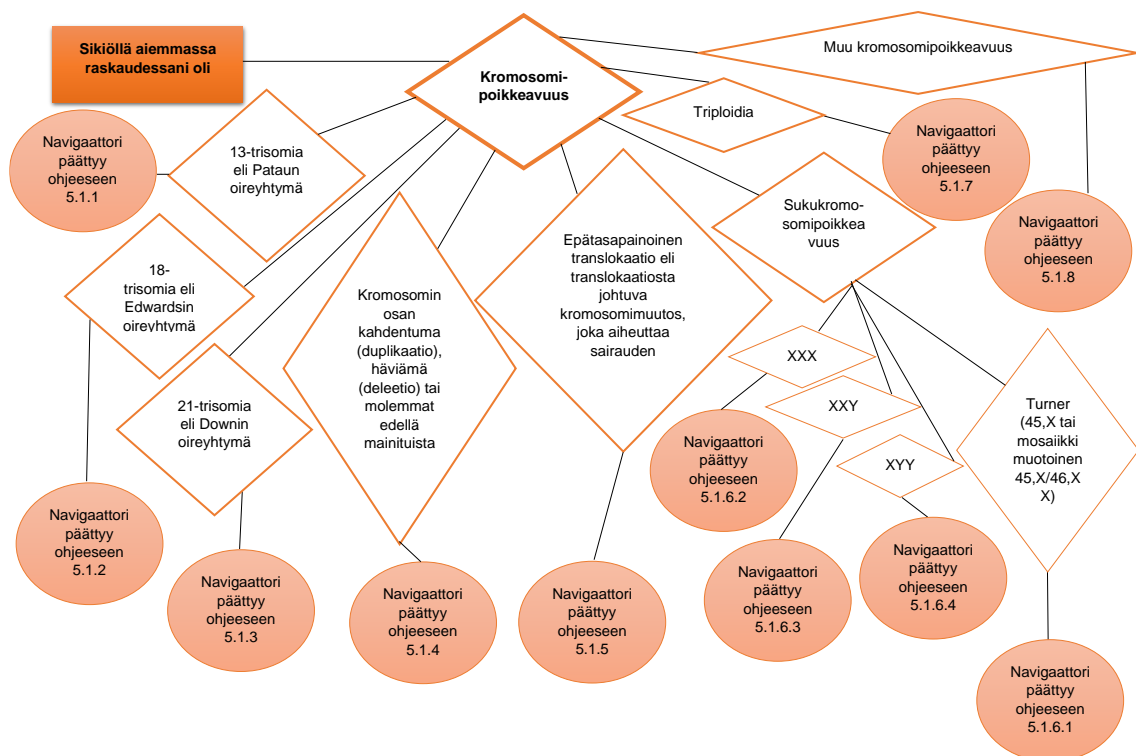 Sikiöllä aiemmassa
raskaudessani oli
Kromosomi-
poikkeavuus
Muu kromosomipoikkeavuus
Triploidia
Navigaattori
päättyy
ohjeeseen
5.1.1
13-trisomia
eli Pataun
oireyhtymä
Navigaattori
päättyy
ohjeeseen
5.1.7
Navigaattori
päättyy
ohjeeseen
5.1.8
Sukukromo-
somipoikkea
vuus
18-
trisomia eli
Edwardsin
oireyhtymä
Kromosomin
osan
kahdentuma
(duplikaatio),
häviämä
(deleetio) tai
molemmat
edellä
mainituista
Epätasapainoinen
translokaatio eli
translokaatiosta
johtuva
kromosomimuutos,
joka aiheuttaa
sairauden
21-trisomia
eli Downin
oireyhtymä
XXX
XXY
XYY
Turner
(45,X tai
mosaiikki
muotoinen
45,X/46,X
X)
Navigaattori
päättyy
ohjeeseen
5.1.2
Navigaattori
päättyy
ohjeeseen
5.1.3
Navigaattori
päättyy
ohjeeseen
5.1.4
Navigaattori
päättyy
ohjeeseen
5.1.5
Navigaattori
päättyy
ohjeeseen
5.1.6.2
Navigaattori
päättyy
ohjeeseen
5.1.6.3
Navigaattori
päättyy
ohjeeseen
5.1.6.4
Navigaattori
päättyy
ohjeeseen
5.1.6.1